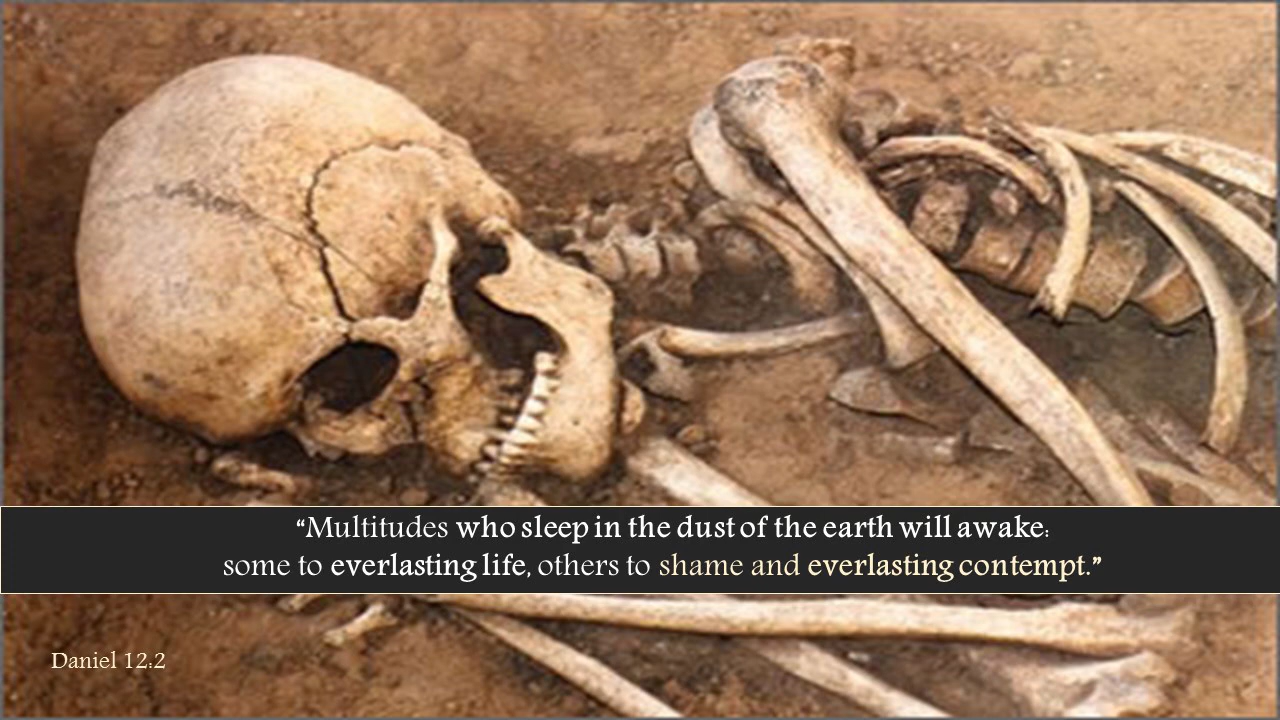 “Multitudes who sleep in the dust of the earth will awake:
some to everlasting life, others to shame and everlasting contempt.”
Daniel 12:2